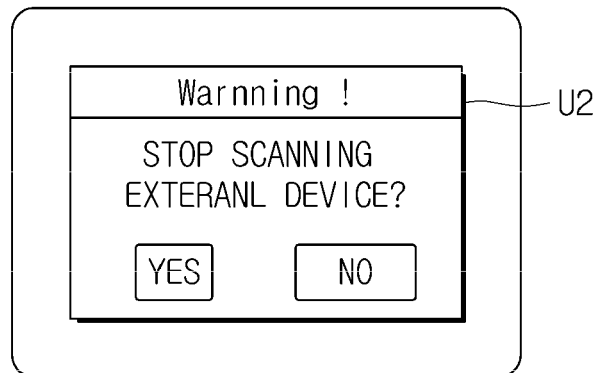 Warnning !
U2
STOP SCANNING
EXTERANL DEVICE?
YES NO